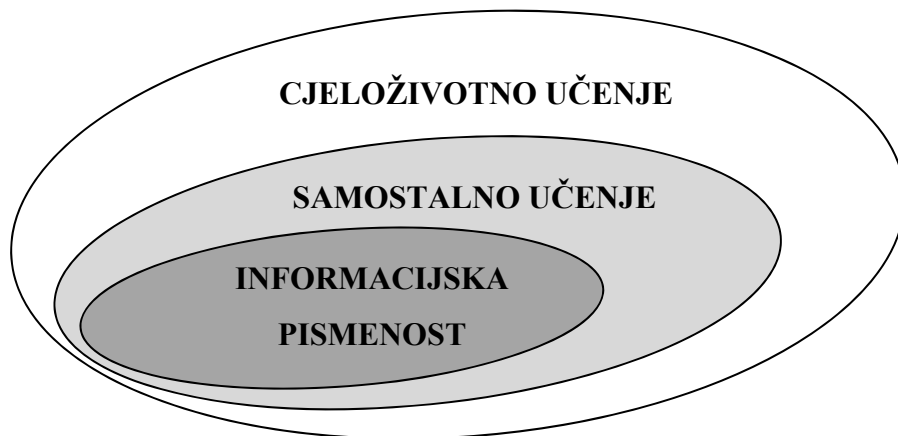 CJELOŽIVOTNO UČENJE
SAMOSTALNO UČENJE
INFORMACIJSKA
PISMENOST